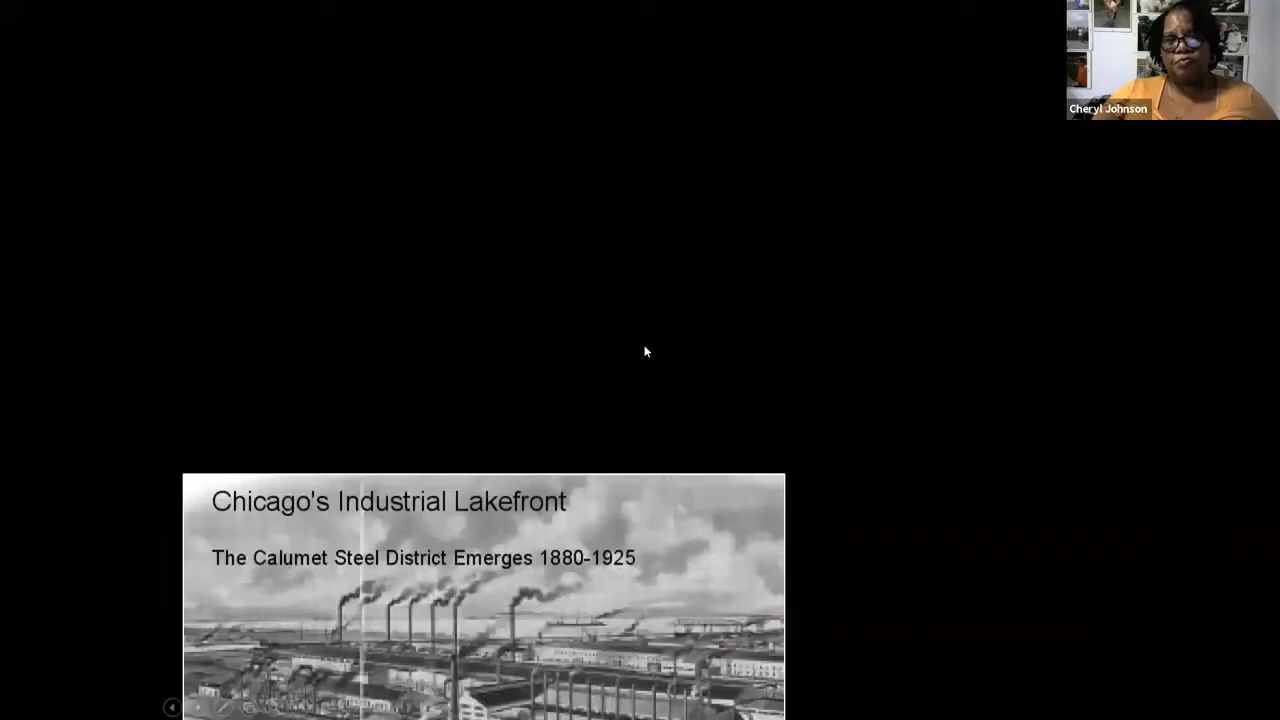 Cheryl Johnson
Chicago's Industrial Lakefront
The Calumet Steel District Emerges 1880-1925